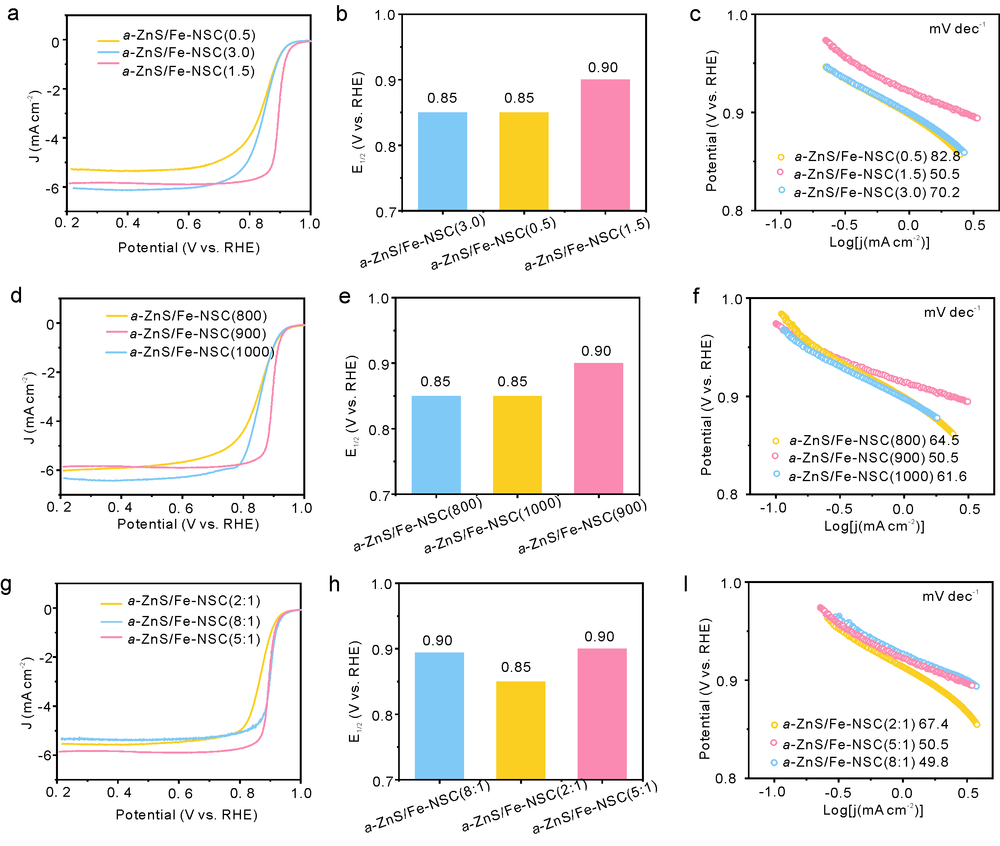 a
a-ZnS/Fe-NSC(0.5)
a-ZnS/Fe-NSC(3.0)
a-ZnS/Fe-NSC(1.5)
0
-2
-4
-6
J (mA cm-2)
0.2 0.4 0.6 0.8 1.0
Potential (V vs. RHE)
b
1.0
0.9
0.8
0.7
E1/2 (V vs. RHE)
0.85 0.85 0.90
a-ZnS/Fe-NSC(3.0)
a-ZnS/Fe-NSC(0.5)
a-ZnS/Fe-NSC(1.5)
c
mV dec-1
1.0
0.9
0.8
Potential (V vs. RHE)
a-ZnS/Fe-NSC(0.5) 82.8
a-ZnS/Fe-NSC(1.5) 50.5
a-ZnS/Fe-NSC(3.0) 70.2
-1.0 -0.5 0.0 0.5
Log[j(mA cm-2)]
d
a-ZnS/Fe-NSC(800)
a-ZnS/Fe-NSC(900)
a-ZnS/Fe-NSC(1000)
0
-2
-4
-6
J (mA cm-2)
0.2 0.4 0.6 0.8 1.0
Potential (V vs. RHE)
e
1.0
0.9
0.8
0.7
E1/2 (V vs. RHE)
0.85 0.85 0.90
a-ZnS/Fe-NSC(800)
a-ZnS/Fe-NSC(1000)
a-ZnS/Fe-NSC(900)
f
mV dec-1
1.0
0.9
0.8
Potential (V vs. RHE)
a-ZnS/Fe-NSC(800) 64.5
a-ZnS/Fe-NSC(900) 50.5
a-ZnS/Fe-NSC(1000) 61.6
-1.0 -0.5 0.0 0.5
Log[j(mA cm-2)]
g
a-ZnS/Fe-NSC(2:1)
a-ZnS/Fe-NSC(8:1)
a-ZnS/Fe-NSC(5:1)
0
-2
-4
-6
J (mA cm-2)
0.2 0.4 0.6 0.8 1.0
Potential (V vs. RHE)
h
1.0
0.9
0.8
0.7
E1/2 (V vs. RHE)
0.90 0.85 0.90
a-ZnS/Fe-NSC(8:1)
a-ZnS/Fe-NSC(2:1)
a-ZnS/Fe-NSC(5:1)
I
mV dec-1
1.0
0.9
0.8
Potential (V vs. RHE)
a-ZnS/Fe-NSC(2:1) 67.4
a-ZnS/Fe-NSC(5:1) 50.5
a-ZnS/Fe-NSC(8:1) 49.8
-1.0 -0.5 0.0 0.5
Log[j(mA cm-2)]